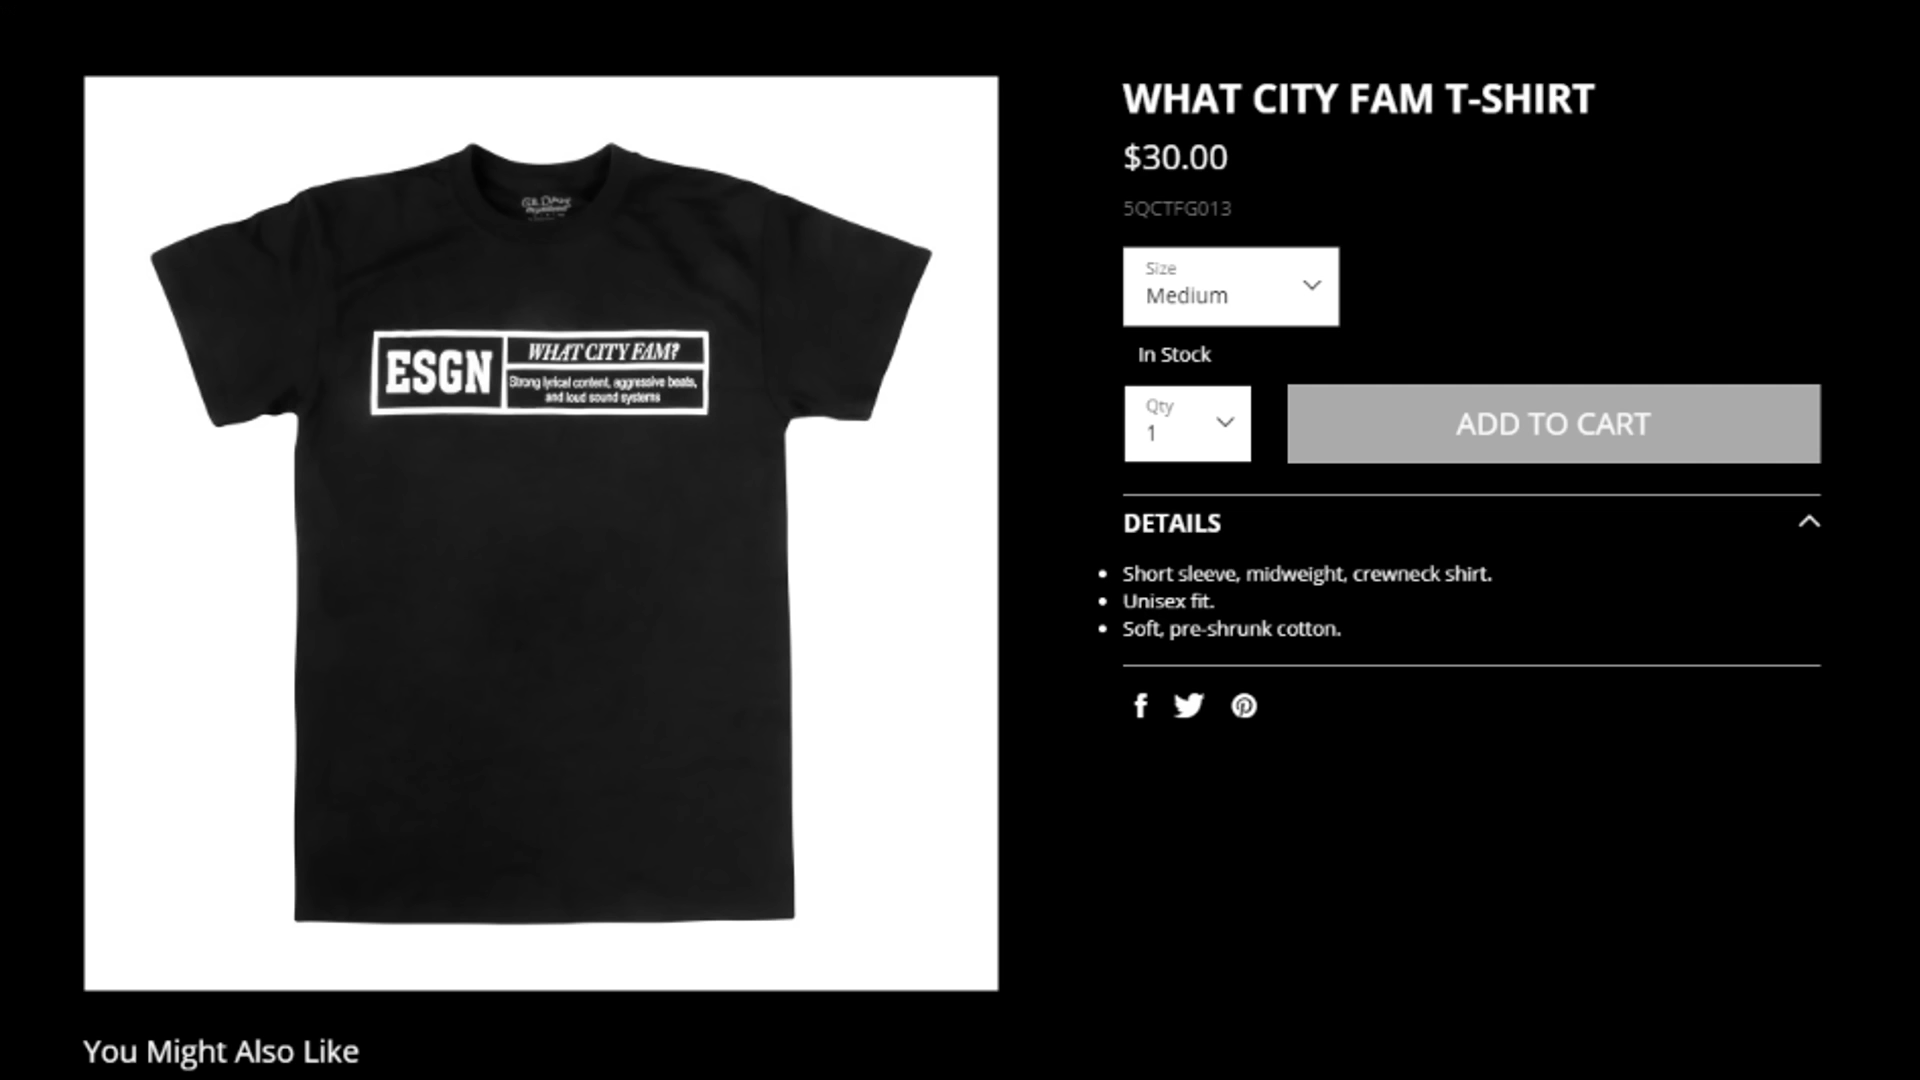 WHAT CITY FAM T-SHIRT
$30.00
5QCTFG013
Size
Medium
In Stock
Qty
1
ADD TO CART
DETAILS
Short sleeve, midweight, crewneck shirt.
Unisex fit.
Soft, pre-shrunk cotton.
GILDAN
ESGN
WHAT CITY FAM?
Strong lyrical content, aggressive beats,
and loud sound systems
You Might Also Like